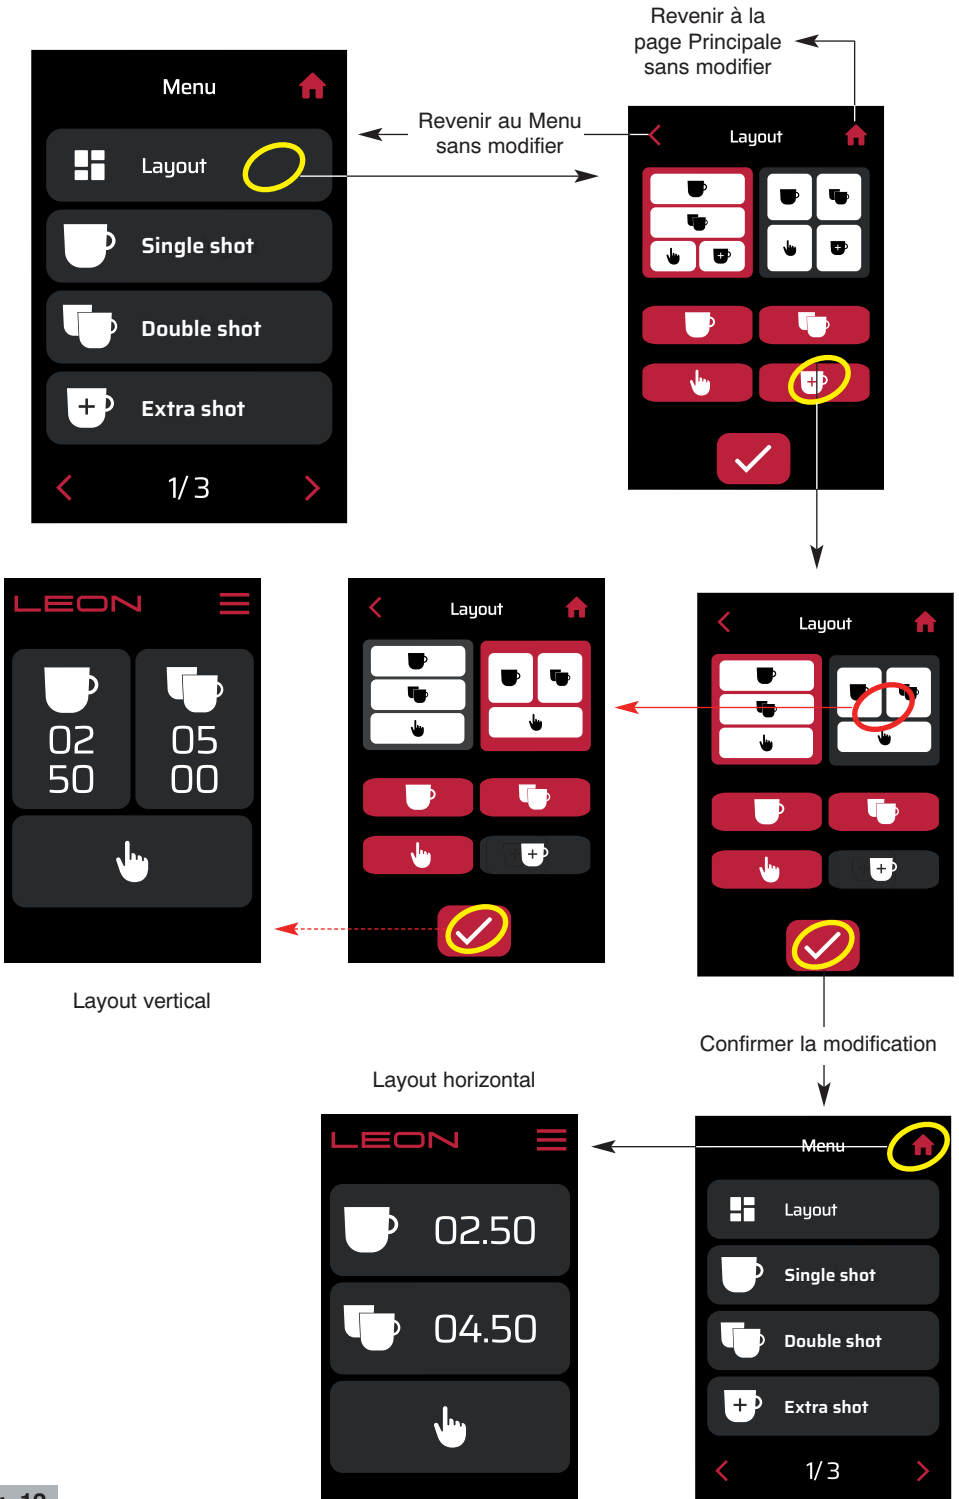 Revenir à la
page Principale
sans modifier
Menu
Layout
Single shot
Double shot
Extra shot
1/3
Revenir au Menu
sans modifier
Layout
LEON
02
50
05
00
Layout vertical
Layout
Layout
Confirmer la modification
Layout horizontal
LEON
02.50
04.50
Menu
Layout
Single shot
Double shot
Extra shot
1/3